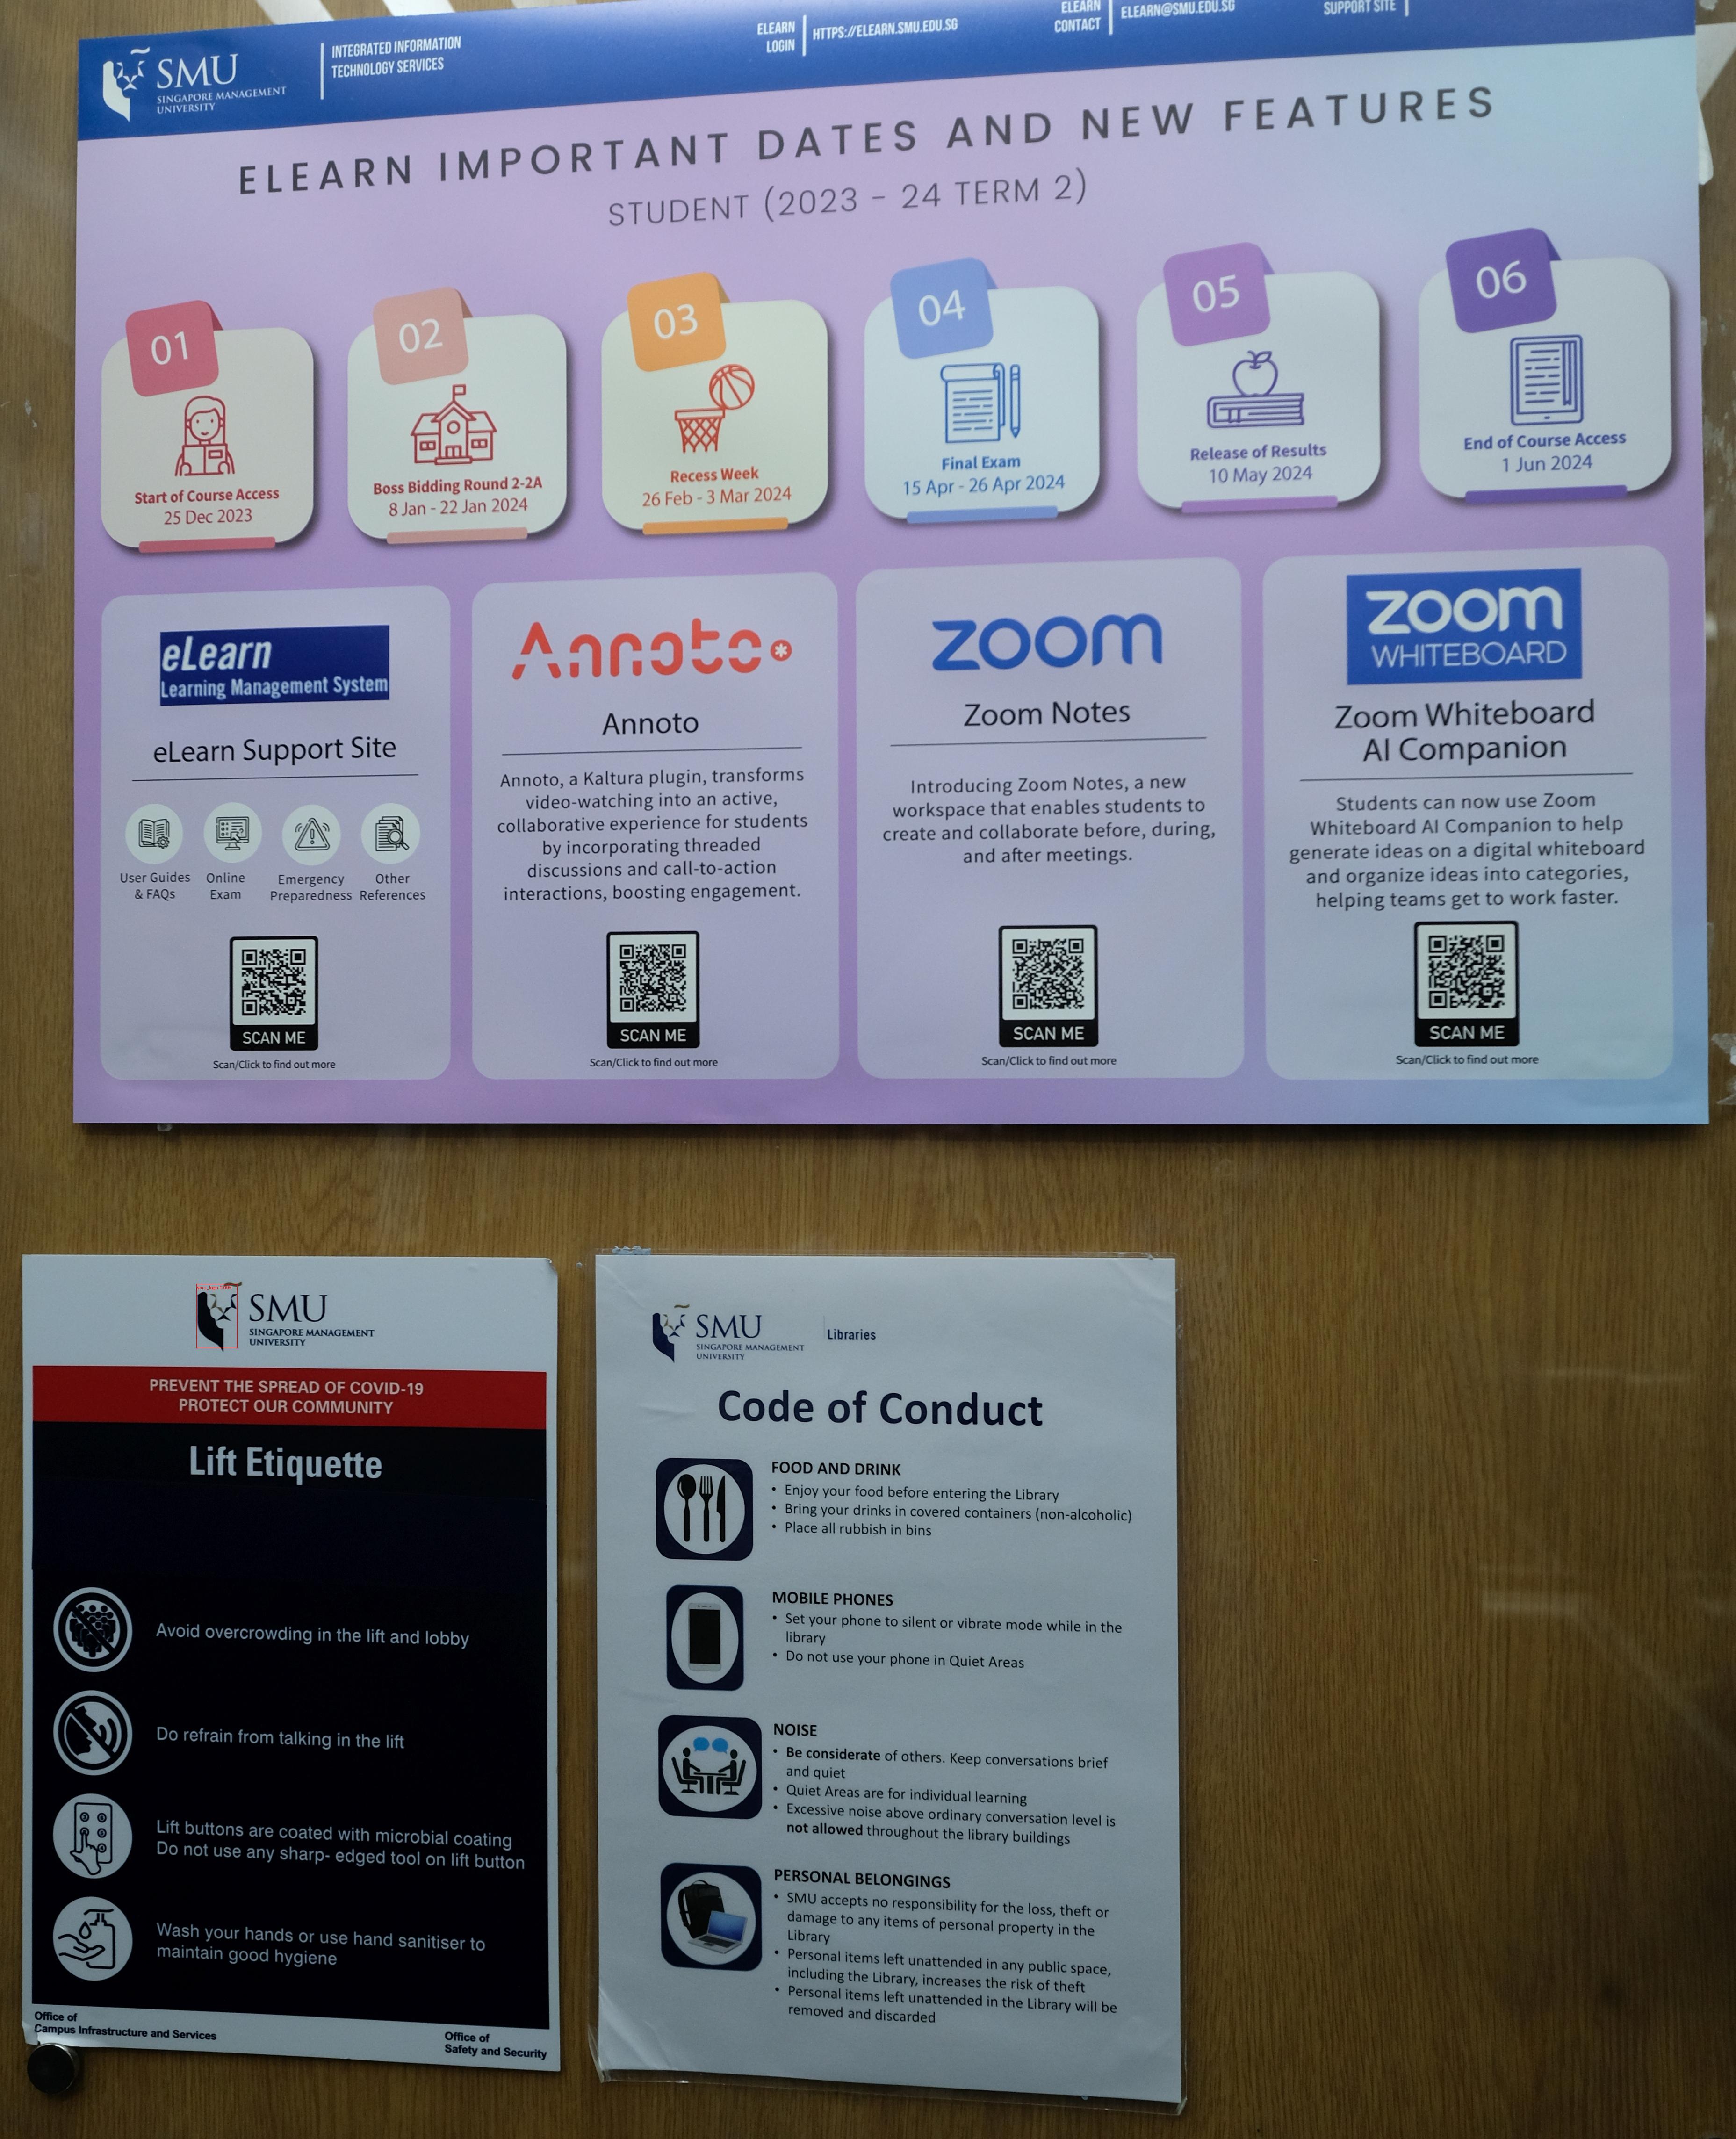 SMU
SINGAPORE MANAGEMENT
UNIVERSITY
INTEGRATED INFORMATION
TECHNOLOGY SERVICES
ELEARN
LOGIN
HTTPS://ELEARN.SMU.EDU.SG
ELEARN
CONTACT
ELEARN@SMU.EDU.SG
SUPPORT SITE
ELEARN IMPORTANT DATES AND NEW FEATURES
STUDENT (2023 - 24 TERM 2)
01
Start of Course Access
25 Dec 2023
02
Boss Bidding Round 2-2A
8 Jan - 22 Jan 2024
03
Recess Week
26 Feb - 3 Mar 2024
04
Final Exam
15 Apr - 26 Apr 2024
05
Release of Results
10 May 2024
06
End of Course Access
1 Jun 2024
eLearn
Learning Management System
eLearn Support Site
User Guides
& FAQs
Online
Exam
Emergency
Preparedness
Other
References
SCAN ME
Scan/Click to find out more
Annoto
Annoto
Annoto, a Kaltura plugin, transforms
video-watching into an active,
collaborative experience for students
by incorporating threaded
discussions and call-to-action
interactions, boosting engagement.
SCAN ME
Scan/Click to find out more
zoom
Zoom Notes
Introducing Zoom Notes, a new
workspace that enables students to
create and collaborate before, during,
and after meetings.
SCAN ME
Scan/Click to find out more
zoom
WHITEBOARD
Zoom Whiteboard
AI Companion
Students can now use Zoom
Whiteboard AI Companion to help
generate ideas on a digital whiteboard
and organize ideas into categories,
helping teams get to work faster.
SCAN ME
Scan/Click to find out more
SMU
SINGAPORE MANAGEMENT
UNIVERSITY
PREVENT THE SPREAD OF COVID-19
PROTECT OUR COMMUNITY
Lift Etiquette
Avoid overcrowding in the lift and lobby
Do refrain from talking in the lift
Lift buttons are coated with microbial coating
Do not use any sharp- edged tool on lift button
Wash your hands or use hand sanitiser to
maintain good hygiene
Office of
Campus Infrastructure and Services
Office of
Safety and Security
SMU
SINGAPORE MANAGEMENT
UNIVERSITY
Libraries
Code of Conduct
FOOD AND DRINK
• Enjoy your food before entering the Library
• Bring your drinks in covered containers (non-alcoholic)
• Place all rubbish in bins
MOBILE PHONES
• Set your phone to silent or vibrate mode while in the
library
• Do not use your phone in Quiet Areas
NOISE
• Be considerate of others. Keep conversations brief
and quiet
• Quiet Areas are for individual learning
• Excessive noise above ordinary conversation level is
not allowed throughout the library buildings
PERSONAL BELONGINGS
• SMU accepts no responsibility for the loss, theft or
damage to any items of personal property in the
Library
• Personal items left unattended in any public space,
including the Library, increases the risk of theft
• Personal items left unattended in the Library will be
removed and discarded